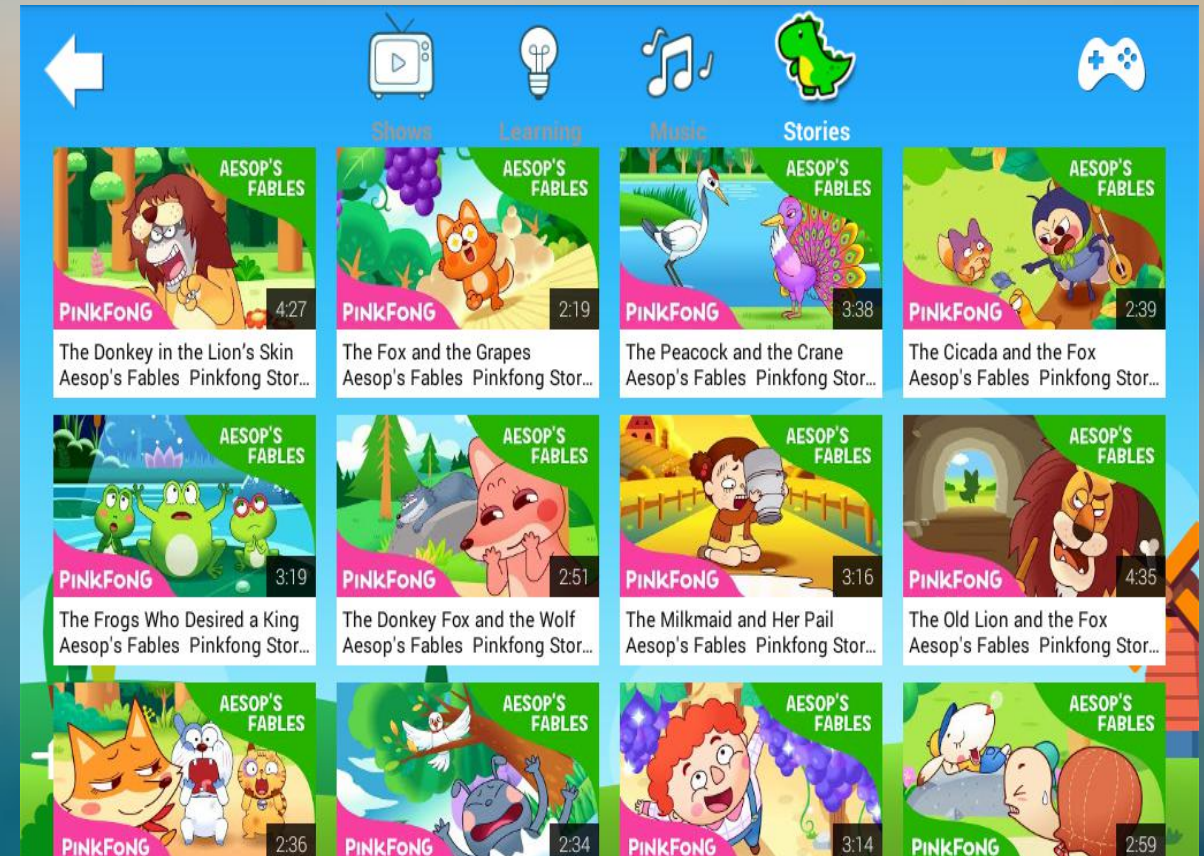 Shows
Learning
Music
Stories
AESOP'S
FABLES
PINKFONG
4:27
The Donkey in the Lion's Skin
Aesop's Fables Pinkfong Stor...
AESOP'S
FABLES
PINKFONG
2:19
The Fox and the Grapes
Aesop's Fables Pinkfong Stor...
AESOP'S
FABLES
PINKFONG
3:38
The Peacock and the Crane
Aesop's Fables Pinkfong Stor...
AESOP'S
FABLES
PINKFONG
2:39
The Cicada and the Fox
Aesop's Fables Pinkfong Stor...
AESOP'S
FABLES
PINKFONG
3:19
The Frogs Who Desired a King
Aesop's Fables Pinkfong Stor...
AESOP'S
FABLES
PINKFONG
2:51
The Donkey Fox and the Wolf
Aesop's Fables Pinkfong Stor...
AESOP'S
FABLES
PINKFONG
3:16
The Milkmaid and Her Pail
Aesop's Fables Pinkfong Stor...
AESOP'S
FABLES
PINKFONG
4:35
The Old Lion and the Fox
Aesop's Fables Pinkfong Stor...
AESOP'S
FABLES
PINKFONG
2:36
AESOP'S
FABLES
PINKFONG
2:34
AESOP'S
FABLES
PINKFONG
3:14
AESOP'S
FABLES
PINKFONG
2:59